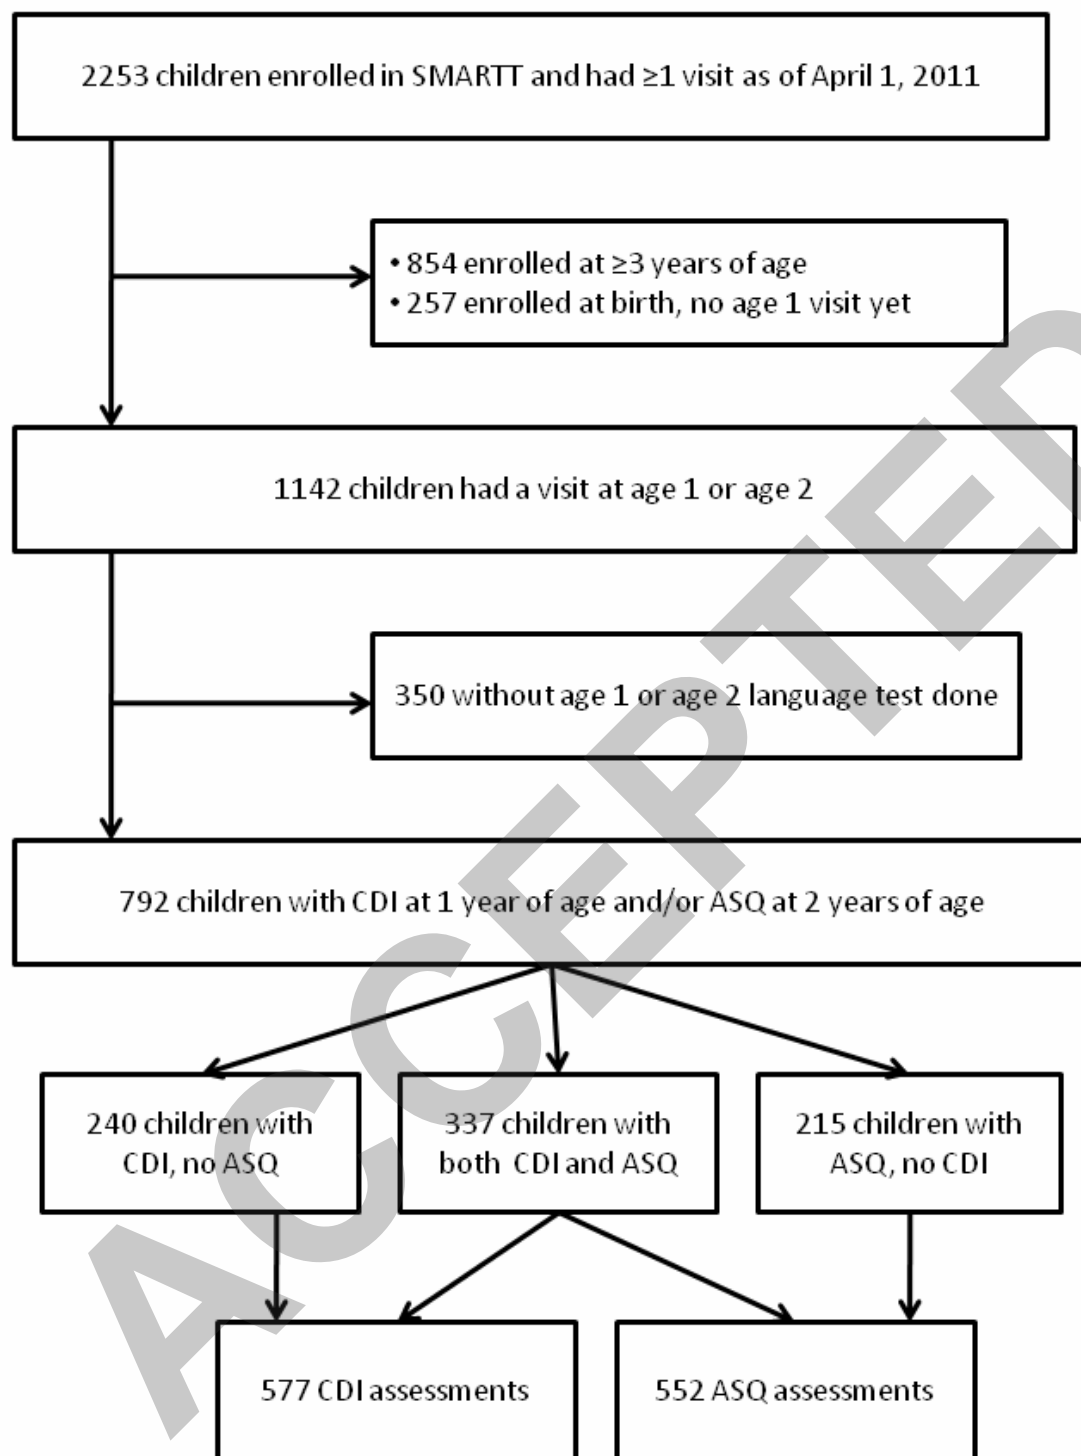 2253 children enrolled in SMARTT and had ≥1 visit as of April 1, 2011
• 854 enrolled at ≥3 years of age
• 257 enrolled at birth, no age 1 visit yet
1142 children had a visit at age 1 or age 2
350 without age 1 or age 2 language test done
792 children with CDI at 1 year of age and/or ASQ at 2 years of age
240 children with
CDI, no ASQ
337 children with
both CDI and ASQ
215 children with
ASQ, no CDI
577 CDI assessments
552 ASQ assessments
ACCEPTED